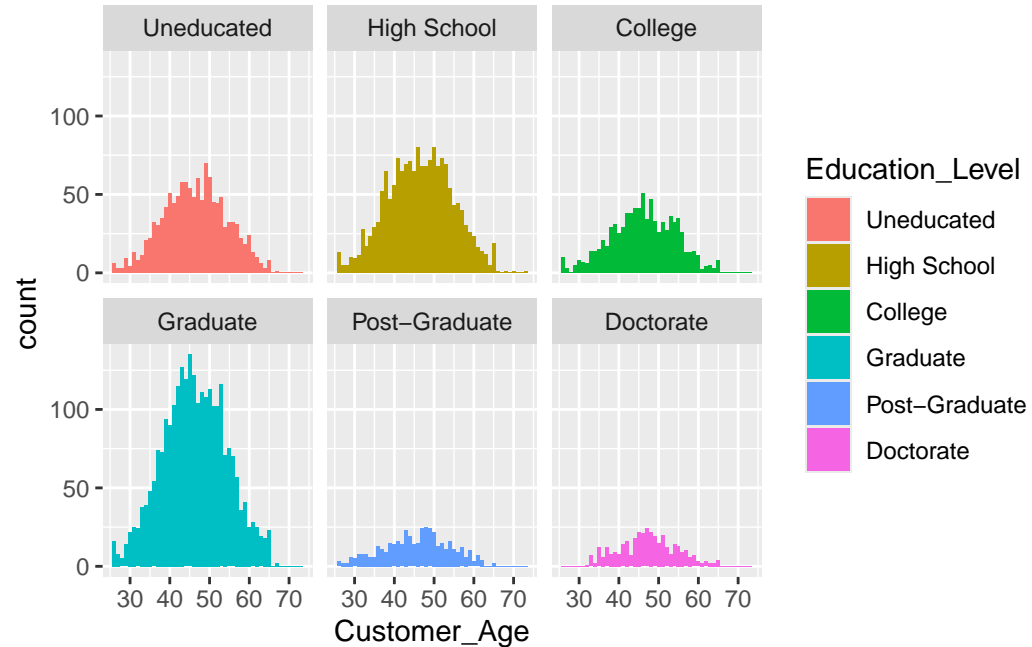 Uneducated
High School
College
100
50
0
Graduate
Post−Graduate
Doctorate
100
50
0
30 40 50 60 70
30 40 50 60 70
30 40 50 60 70
Customer_Age
count
Education_Level
Uneducated
High School
College
Graduate
Post−Graduate
Doctorate